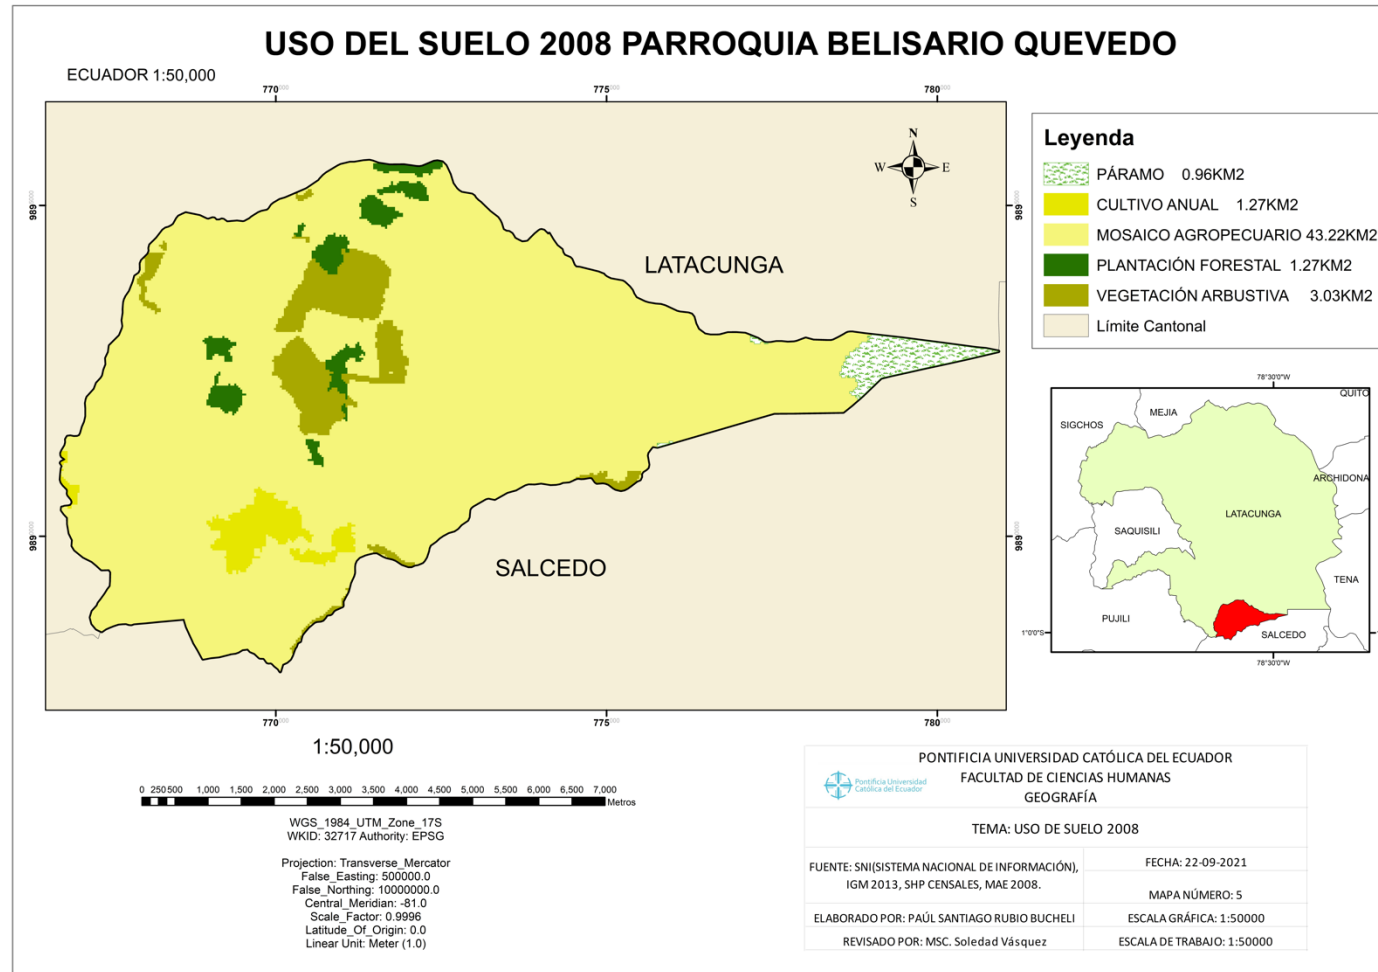 USO DEL SUELO 2008 PARROQUIA BELISARIO QUEVEDO
ECUADOR 1:50,000
770000
775000
780000
989
989
989
989
N
W E
S
LATACUNGA
SALCEDO
770000
775000
780000
1:50,000
Leyenda
PÁRAMO 0.96KM2
CULTIVO ANUAL 1.27KM2
MOSAICO AGROPECUARIO 43.22KM2
PLANTACIÓN FORESTAL 1.27KM2
VEGETACIÓN ARBUSTIVA 3.03KM2
Límite Cantonal
78°30'0"W
QUITO
MEJIA
SIGCHOS
ARCHIDONA
LATACUNGA
SAQUISILI
TENA
PUJILI
SALCEDO
1°0'0"S
78°30'0"W
0 250 500 1,000 1,500 2,000 2,500 3,000 3,500 4,000 4,500 5,000 5,500 6,000 6,500 7,000
Metros
WGS_1984_UTM_Zone_17S
WKID: 32717 Authority: EPSG
Projection: Transverse_Mercator
False_Easting: 500000.0
False_Northing: 10000000.0
Central_Meridian: -81.0
Scale_Factor: 0.9996
Latitude_Of_Origin: 0.0
Linear Unit: Meter (1.0)
Pontificia Universidad
Católica del Ecuador
PONTIFICIA UNIVERSIDAD CATÓLICA DEL ECUADOR
FACULTAD DE CIENCIAS HUMANAS
GEOGRAFÍA
TEMA: USO DE SUELO 2008
FUENTE: SNI(SISTEMA NACIONAL DE INFORMACIÓN),
IGM 2013, SHP CENSALES, MAE 2008.
FECHA: 22-09-2021
MAPA NÚMERO: 5
ELABORADO POR: PAÚL SANTIAGO RUBIO BUCHELI
ESCALA GRÁFICA: 1:50000
REVISADO POR: MSC. Soledad Vásquez
ESCALA DE TRABAJO: 1:50000